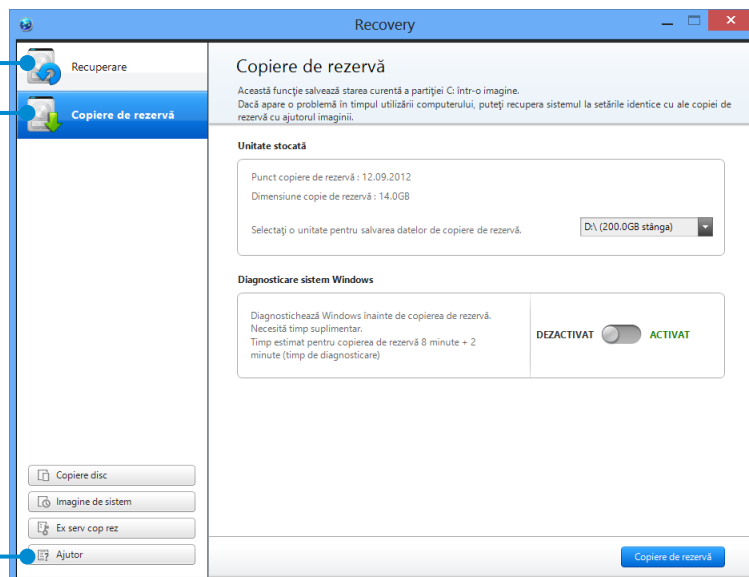 Recovery
Recuperare
Copiere de rezervă
Copiere de rezervă
Această funcție salvează starea curentă a partiției C: într-o imagine.
Dacă apare o problemă în timpul utilizării computerului, puteți recupera sistemul la setările identice cu ale copiei de
rezervă cu ajutorul imaginii.
Unitate stocată
Punct copiere de rezervă : 12.09.2012
Dimensiune copie de rezervă : 14.0GB
Selectați o unitate pentru salvarea datelor de copiere de rezervă.
D:\ (200.0GB stânga)
Diagnosticare sistem Windows
Diagnostichează Windows înainte de copierea de rezervă.
Necesită timp suplimentar.
Timp estimat pentru copierea de rezervă 8 minute + 2
minute (timp de diagnosticare)
DEZACTIVAT ACTIVAT
Copiere disc
Imagine de sistem
Ex serv cop rez
Ajutor
Copiere de rezervă